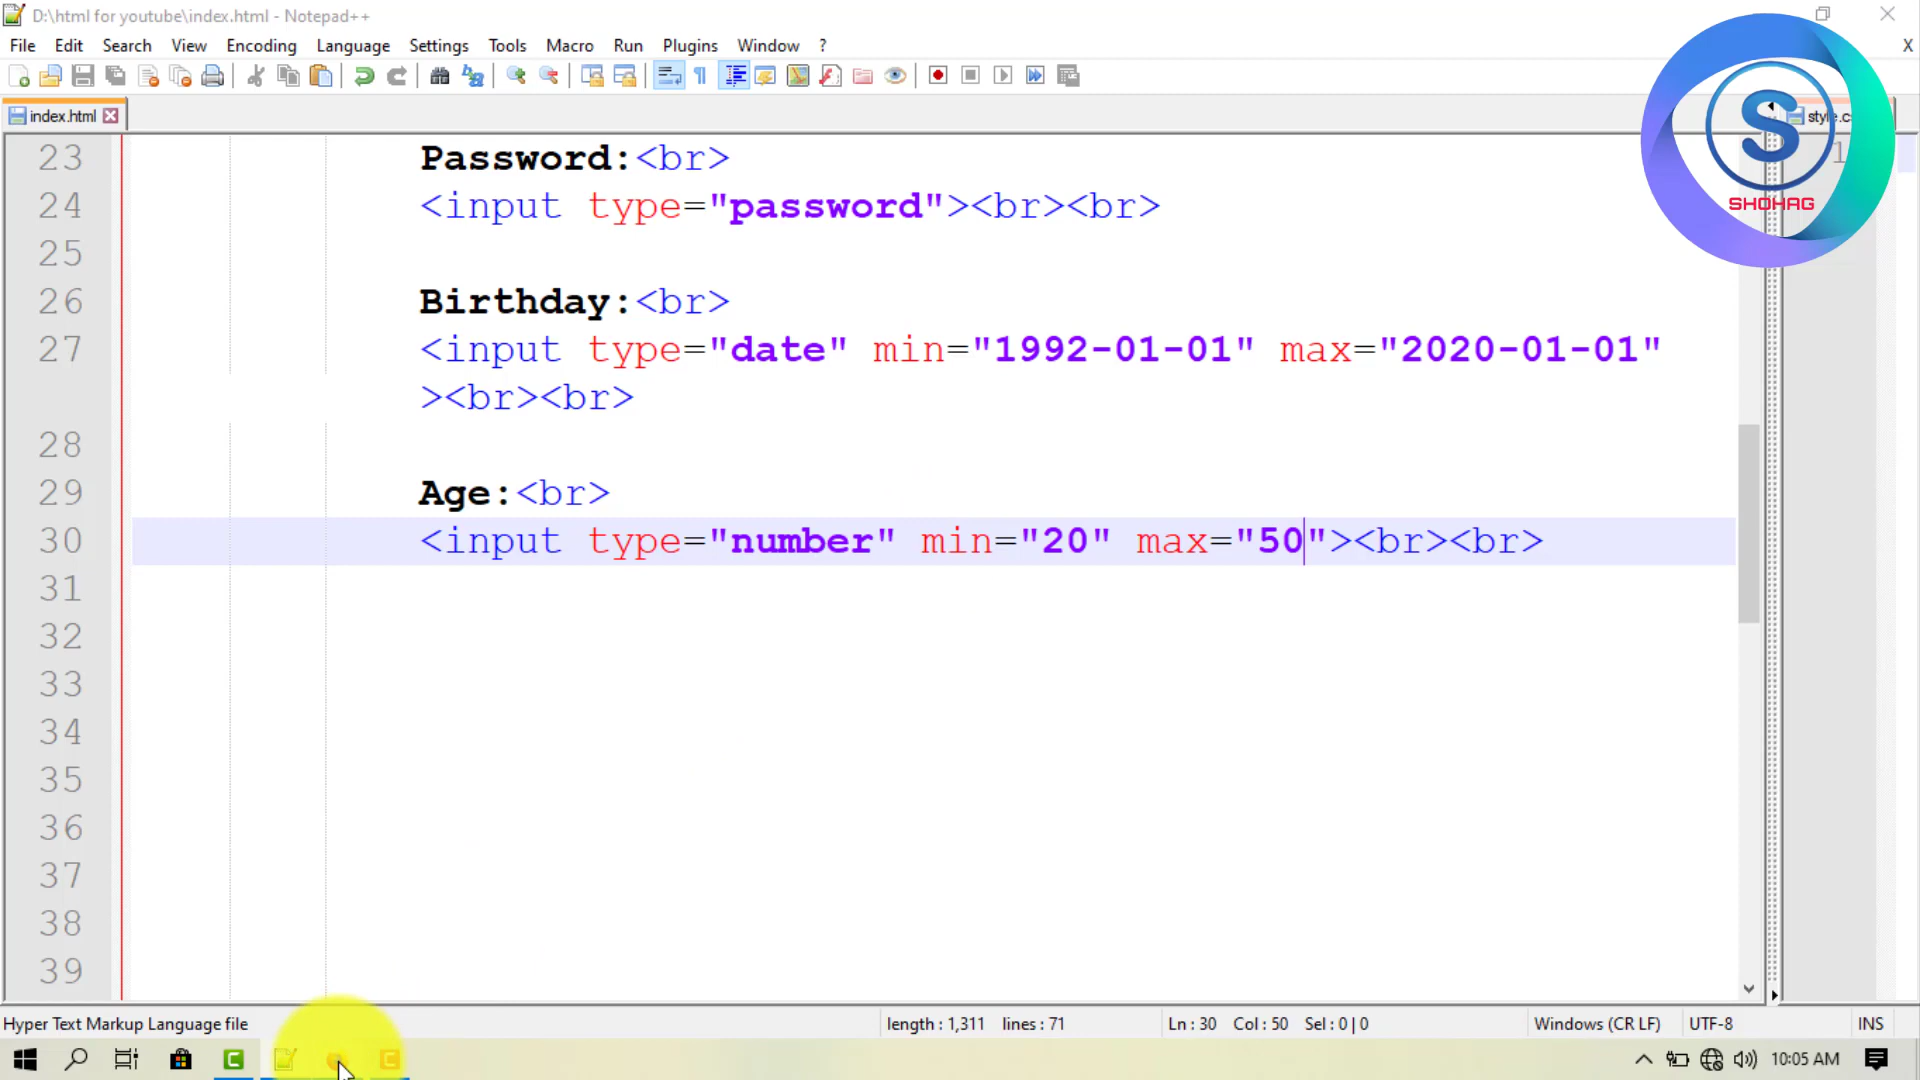 D:\html for youtube\index.html - Notepad++
File Edit Search View Encoding Language Settings Tools Macro Run Plugins Window ? X
index.html
S
SHOHAG
23 Password:<br>
24 <input type="password"><br><br>
25
26 Birthday:<br>
27 <input type="date" min="1992-01-01" max="2020-01-01"
><br><br>
28
29 Age:<br>
30 <input type="number" min="20" max="50"><br><br>
31
32
33
34
35
36
37
38
39
1
Hyper Text Markup Language file length : 1,311 lines : 71 Ln : 30 Col : 50 Sel : 0 | 0 Windows (CR LF) UTF-8 INS
10:05 AM